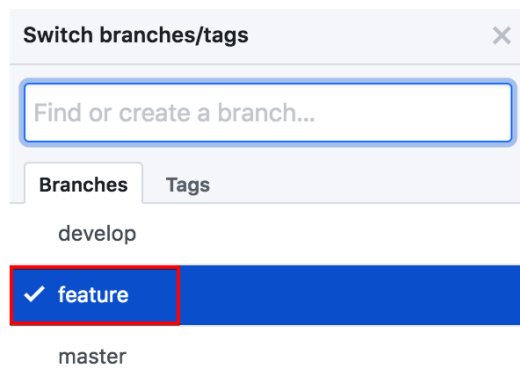 Switch branches/tags
Find or create a branch...
Branches Tags
develop
feature
master